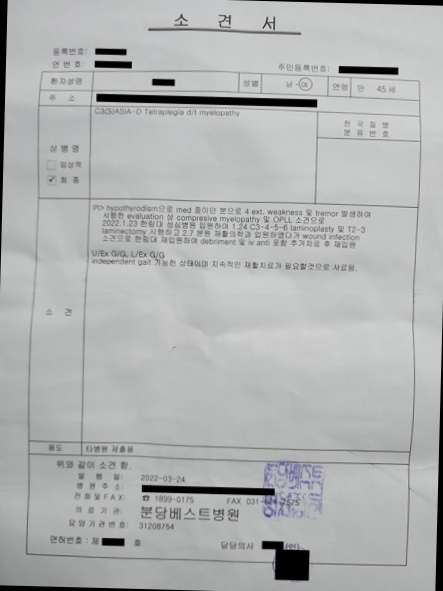 소 견 서
등록번호:
연 번호:
주민등록번호:
환자성명 성별 남 - 여 연령 만 45 세
주 소
상 병 명
C3(S)ASIA -D Tetraplegia d/t myelopathy
한 국 질 병
분 류 번 호
임상적
최 종
소 견
PI> hypothyrodism으로 med 중이던 분으로 4 ext. weakness 및 tremor 발생하여
시행한 evaluation 상 compresive myelopathy 및 OPLL 소견으로
2022.1.23 한림대 성심병원 입원하여 1.24 C3-4-5-6 laminoplasty 및 T2-3
laminectomy 시행하고 2.7 본원 재활의학과 입원하였다가 wound infection
소견으로 한림대 재입원하여 debriment 및 iv anti 포함 추가치료 후 재입원
U/Ex G/G, L/Ex G/G
independent gait 가능한 상태이며 지속적인 재활치료가 필요할것으로 사료됨.
용도 타병원 제출용
위와 같이 소견 함.
발 행 일: 2022-03-24
병 원 주 소:
전 화 및 F A X: ☎ 1899-0175 FAX 031- -7575
의 료 기 관: 분당베스트병원
요 양 기 관 번 호: 31208754
면허번호: 제 호 담당의사 (인).